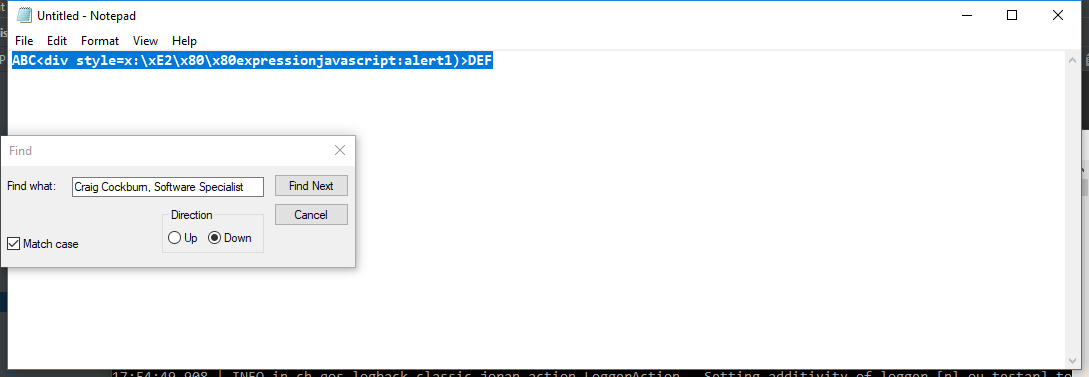 Untitled - Notepad
File Edit Format View Help
ABC<div style=x:\xE2\x80\x80expressionjavascript:alert1)>DEF
Find
Find what: Craig Cockburn, Software Specialist Find Next
Direction Cancel
Up Down
Match case
17:54:49.908 | INFO in ch.qos.logback.classic.joran.action.LoggerAction - Setting additivity of logger [nl.ou.testar] to